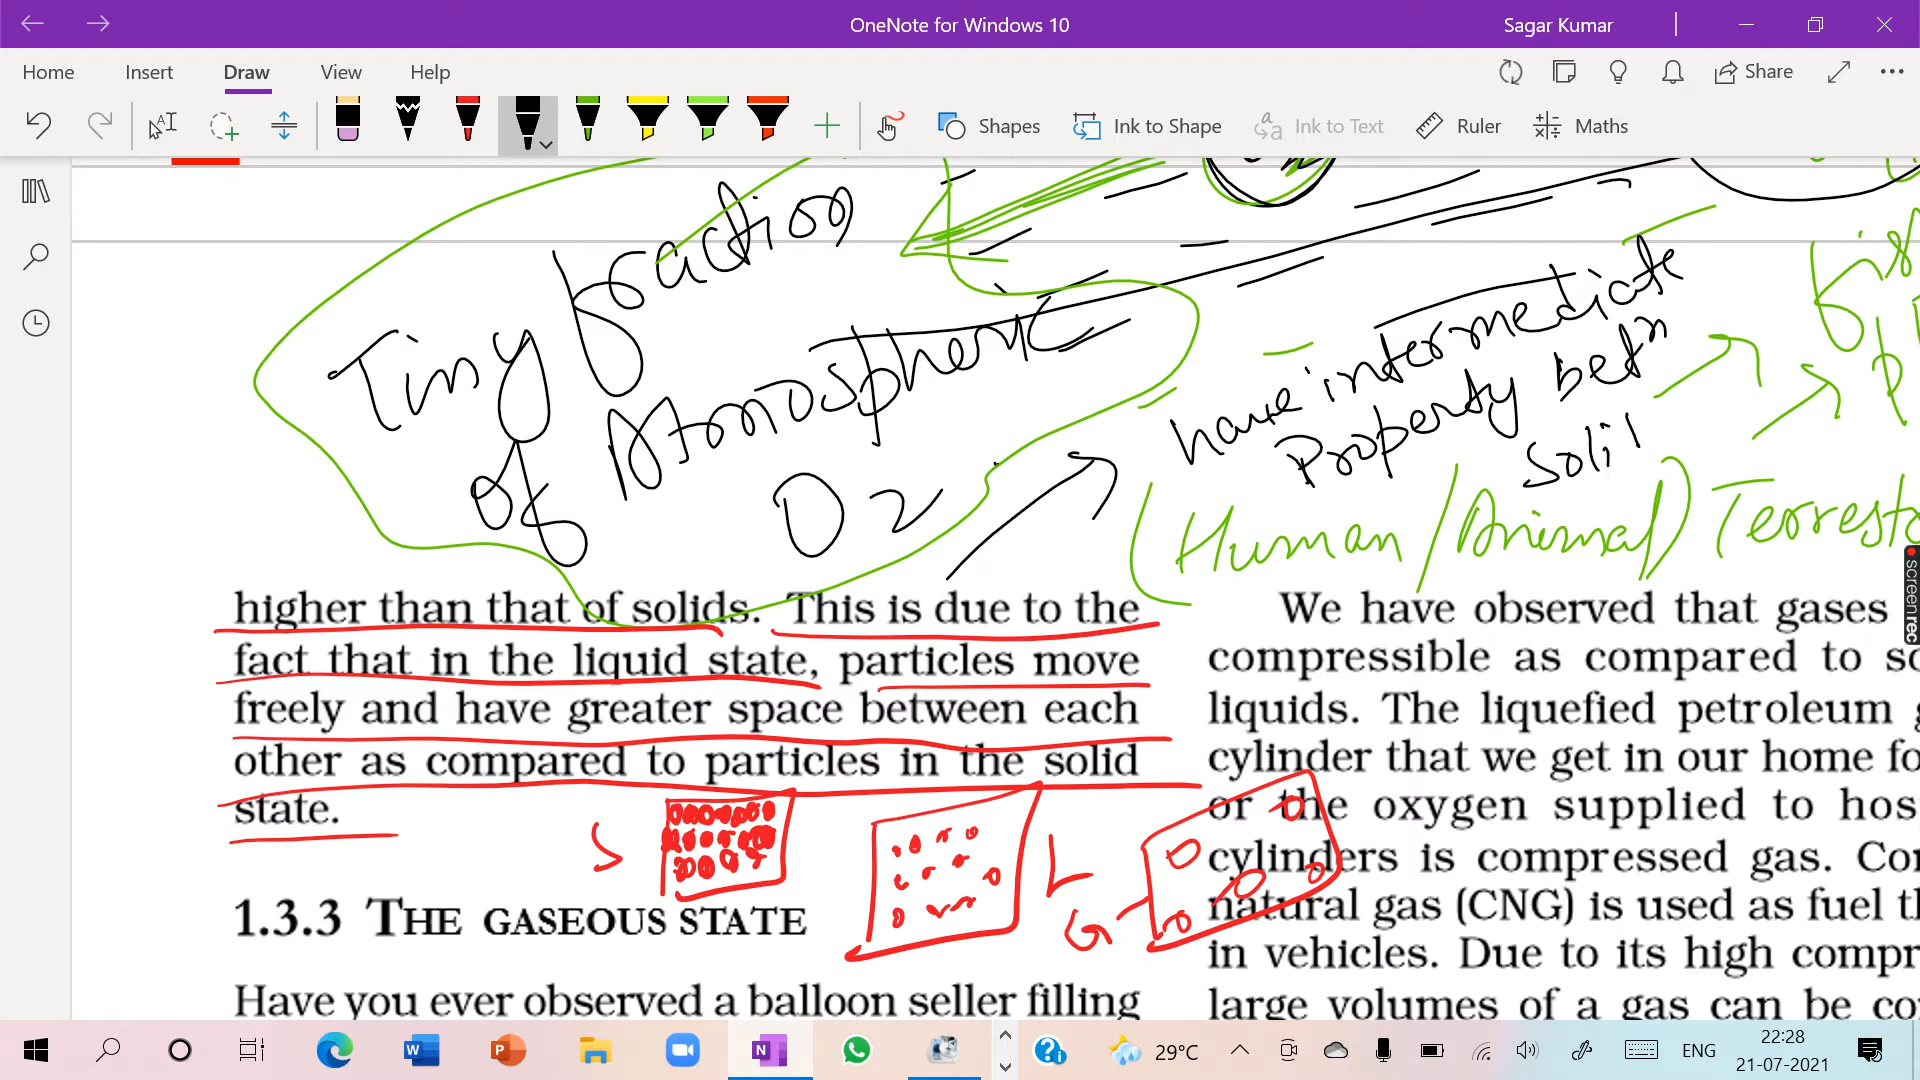 OneNote for Windows 10
Sagar Kumar
Home
Insert
Draw
View
Help
Share
Shapes
Ink to Shape
Ink to Text
Ruler
Maths
Tiny fraction
of Atmospheric
O2
have intermediate
Property betn
Soli
(Human/Animal) Terrest
higher than that of solids. This is due to the
fact that in the liquid state, particles move
freely and have greater space between each
other as compared to particles in the solid
state.
S
L
G
1.3.3 THE GASEOUS STATE
Have you ever observed a balloon seller filling
We have observed that gases
compressible as compared to so
liquids. The liquefied petroleum g
cylinder that we get in our home fo
or the oxygen supplied to hos
cylinders is compressed gas. Com
natural gas (CNG) is used as fuel t
in vehicles. Due to its high compr
large volumes of a gas can be co
screenrec
29°C
ENG
22:28
21-07-2021